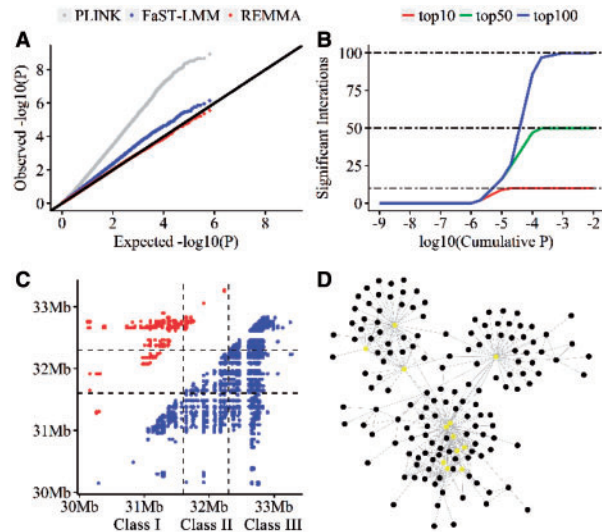 PLINK FaST-LMM REMMA
A
Observed -log10(P)
8
6
4
2
0
0 2 4 6 8
Expected -log10(P)
top10 top50 top100
B
Significant Interations
100
75
50
25
0
-9 -8 -7 -6 -5 -4 -3 -2 -1
log10(Cumulative P)
C
33Mb
32Mb
31Mb
30Mb
30Mb 31Mb 32Mb 33Mb
Class I Class II Class III
D